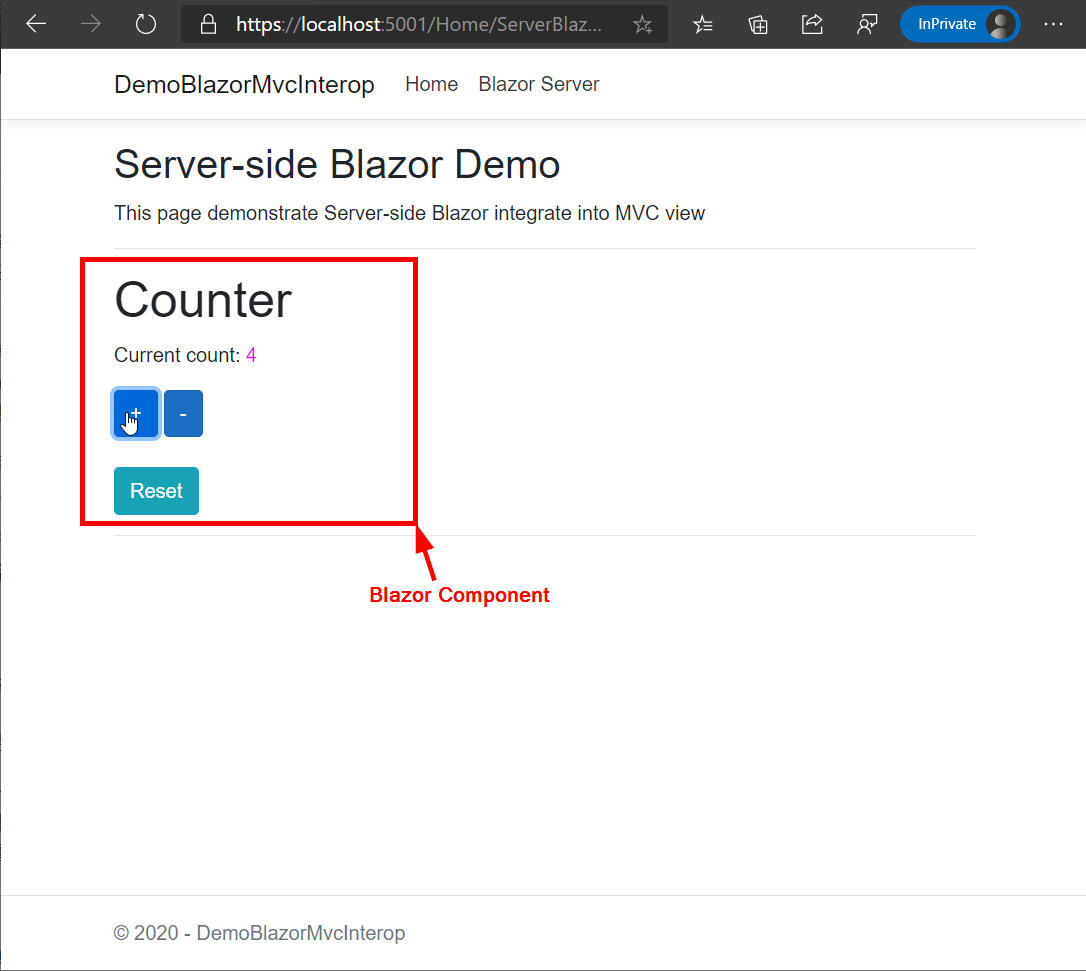 https://localhost:5001/Home/ServerBlaz...
InPrivate
DemoBlazorMvcInterop Home Blazor Server
Server-side Blazor Demo
This page demonstrate Server-side Blazor integrate into MVC view
Counter
Current count: 4
+ -
Reset
Blazor Component
© 2020 - DemoBlazorMvcInterop